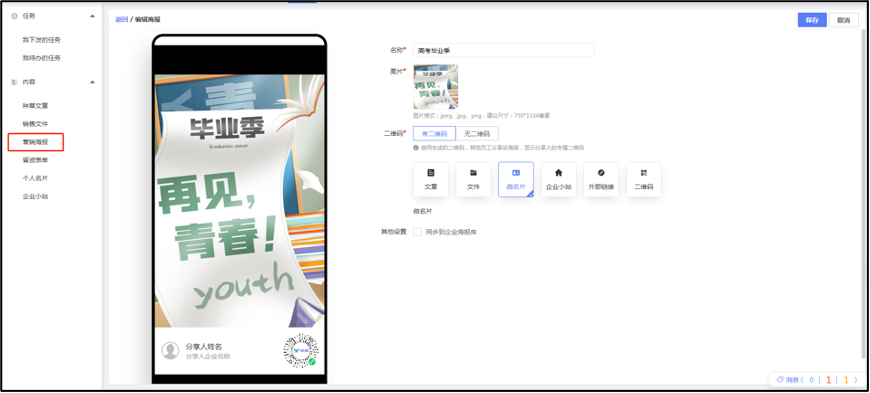 任务
我下发的任务
我待办的任务
内容
种草文章
销售文件
营销海报
留资表单
个人名片
企业小站
返回 / 编辑海报
保存
取消
毕业季
再见，
青春！
youth
分享人姓名
分享人企业名称
名称*
高考毕业季
图片*
毕业季
再见
青春!
youth
图片格式：jpeg、jpg、png，建议尺寸：750*1334像素
二维码*
有二维码
无二维码
使用生成的二维码，其他员工分享该海报，显示分享人的专属二维码
文章
文件
微名片
企业小站
外部链接
二维码
微名片
其他设置
同步到企业海报库
消息 ( 0 | 1 | 1 )